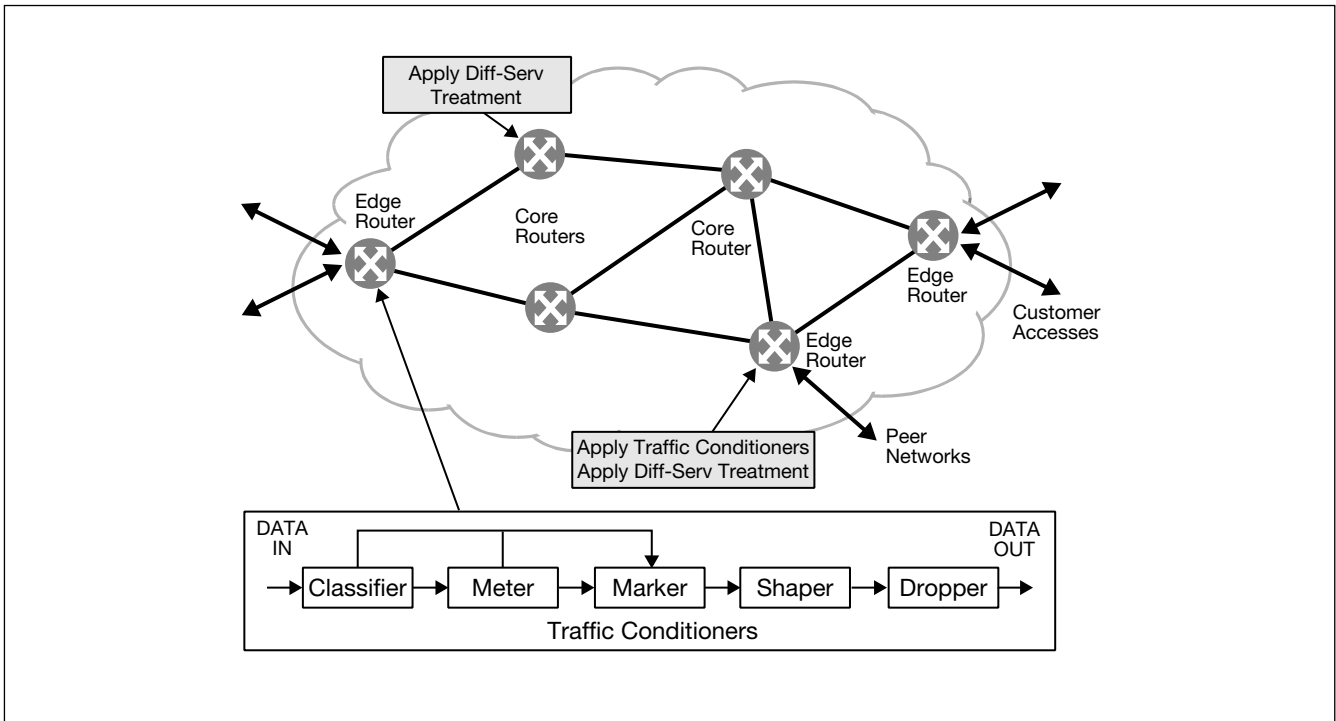 Apply Diff-Serv
Treatment
Edge
Router
Core
Routers
Core
Router
Edge
Router
Customer
Accesses
Edge
Router
Peer
Networks
Apply Traffic Conditioners
Apply Diff-Serv Treatment
DATA
IN
DATA
OUT
Classifier
Meter
Marker
Shaper
Dropper
Traffic Conditioners